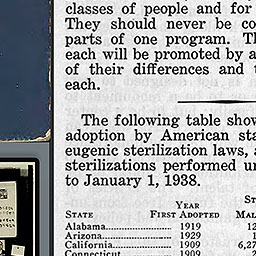 classes of people and for
They should never be co
parts of one program. Th
each will be promoted by a
of their differences and t
each.
The following table show
adoption by American sta
eugenic sterilization laws, a
sterilizations performed u
to January 1, 1938.
STATE YEAR FIRST ADOPTED ST MAL
Alabama 1919 12
Arizona 1929 1
California 1909 6,27
Connecticut 1909